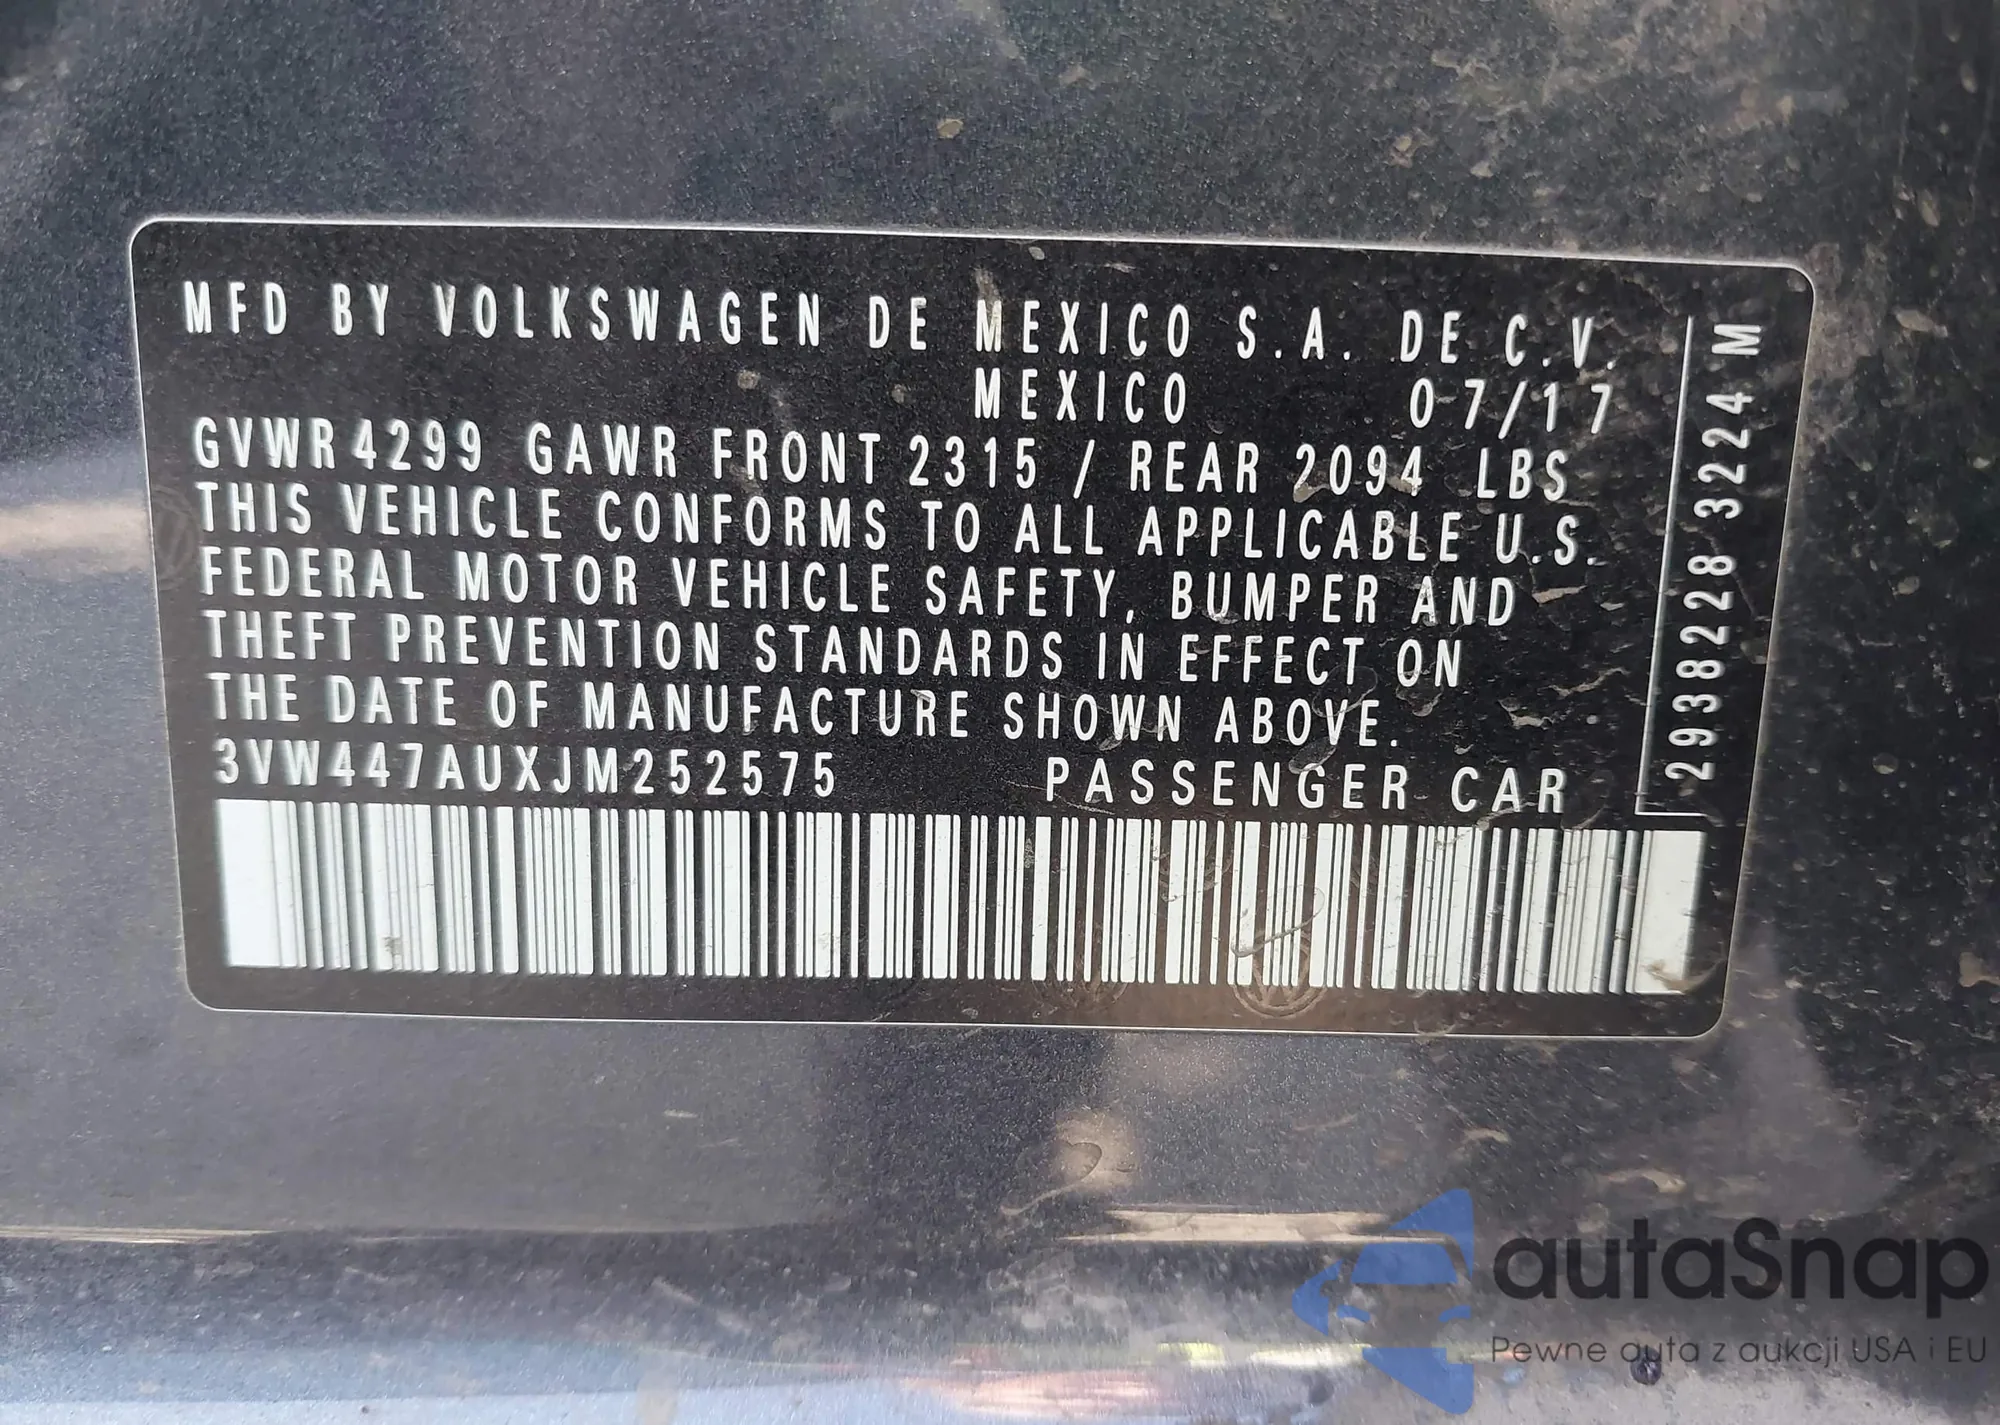 MFD BY VOLKSWAGEN DE MEXICO S.A. DE C.V.
MEXICO 07/17
GVWR 4299 GAWR FRONT 2315 / REAR 2094 LBS
THIS VEHICLE CONFORMS TO ALL APPLICABLE U.S.
FEDERAL MOTOR VEHICLE SAFETY, BUMPER AND
THEFT PREVENTION STANDARDS IN EFFECT ON
THE DATE OF MANUFACTURE SHOWN ABOVE.
3VW447AUXJM252575 PASSENGER CAR
2938228 3224 M
autaSnap
Pewne auta z aukcji USA i EU